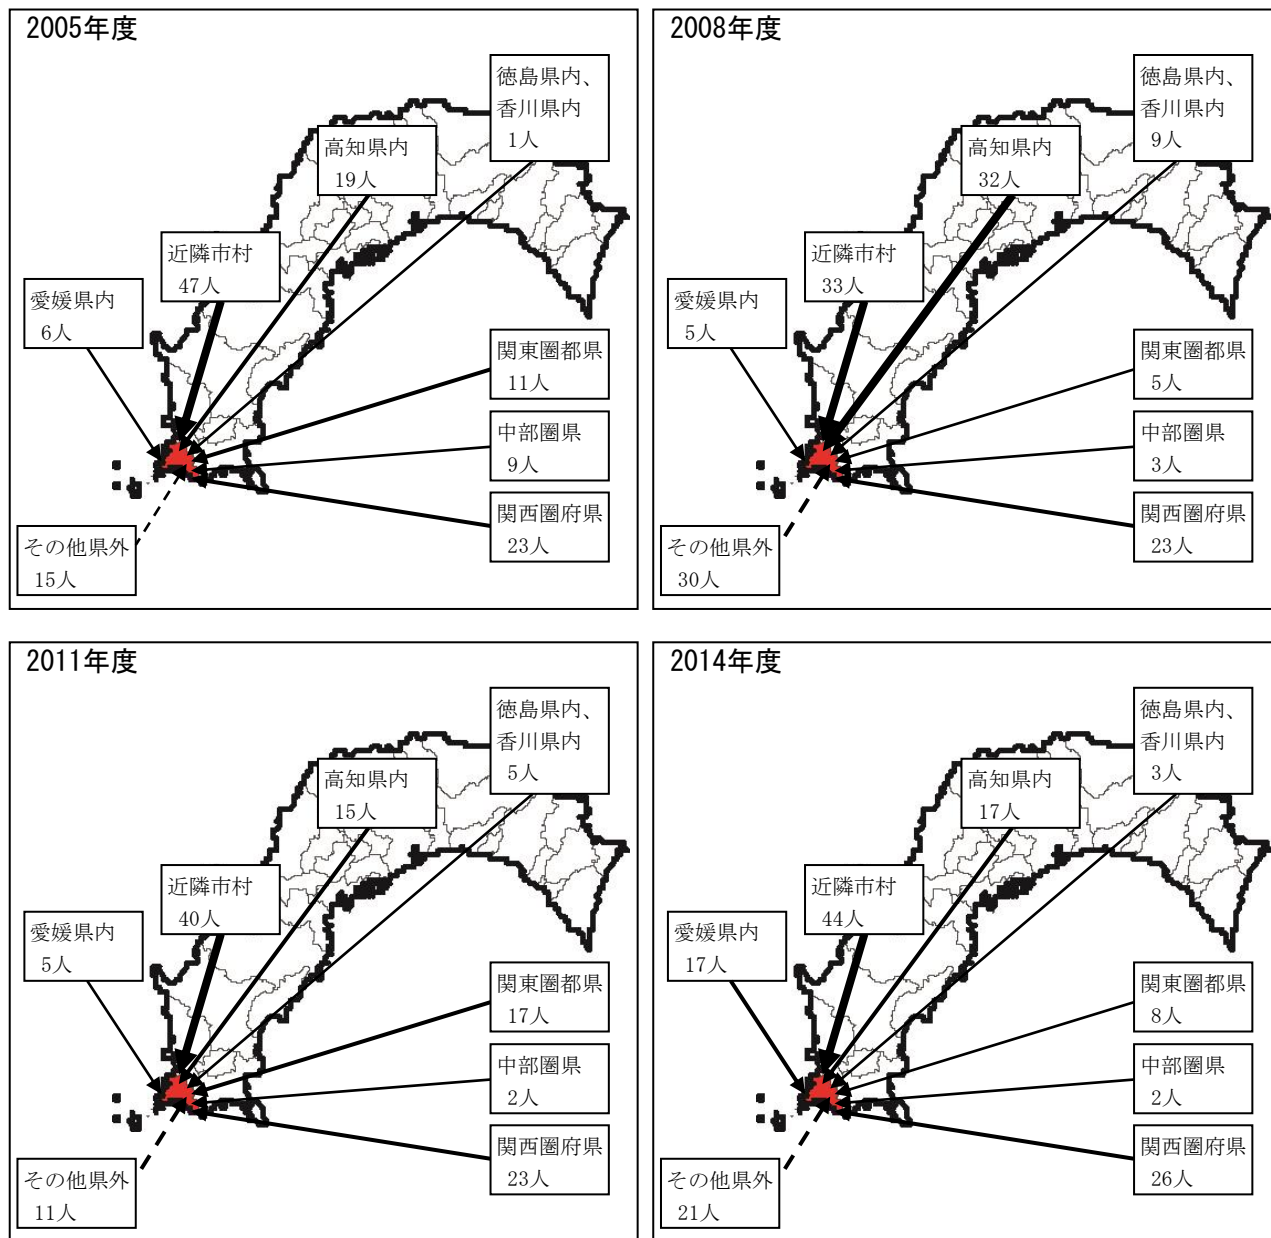 2005年度
徳島県内、
香川県内
1人
高知県内
19人
近隣市村
47人
愛媛県内
6人
関東圏都県
11人
中部圏県
9人
関西圏府県
23人
その他県外
15人
2008年度
徳島県内、
香川県内
9人
高知県内
32人
近隣市村
33人
愛媛県内
5人
関東圏都県
5人
中部圏県
3人
関西圏府県
23人
その他県外
30人
2011年度
徳島県内、
香川県内
5人
高知県内
15人
近隣市村
40人
愛媛県内
5人
関東圏都県
17人
中部圏県
2人
関西圏府県
23人
その他県外
11人
2014年度
徳島県内、
香川県内
3人
高知県内
17人
近隣市村
44人
愛媛県内
17人
関東圏都県
8人
中部圏県
2人
関西圏府県
26人
その他県外
21人